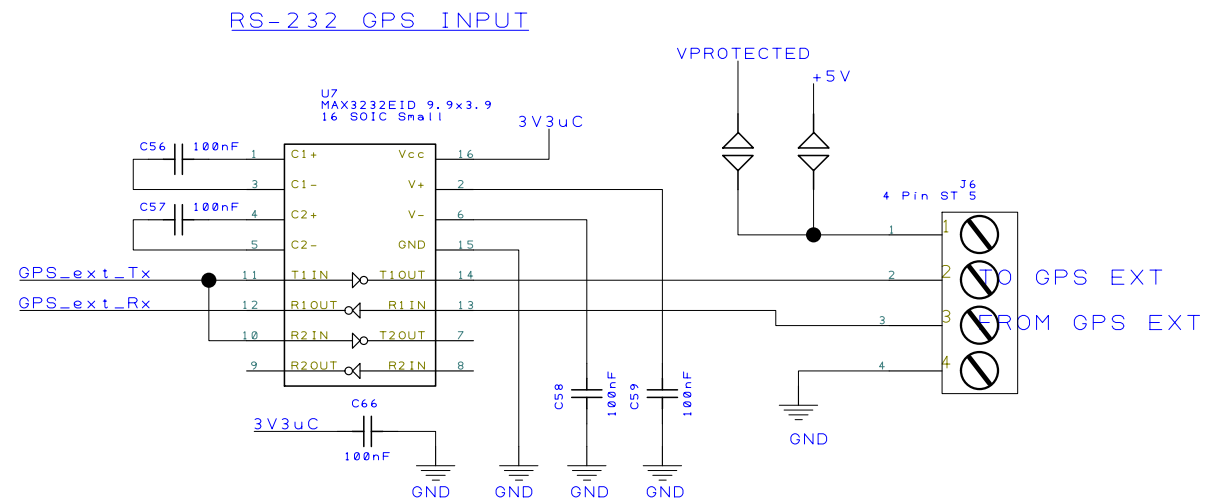 RS-232 GPS INPUT
VPROTECTED
+5V
U7
MAX3232EID 9.9x3.9
16 SOIC Small
3V3uC
C56 100nF
1 C1+ Vcc 16
3 C1- V+ 2
C57 100nF
4 C2+ V- 6
5 C2- GND 15
GPS_ext_Tx 11 T1IN T1OUT 14
GPS_ext_Rx 12 R1OUT R1IN 13
10 R2IN T2OUT 7
9 R2OUT R2IN 8
J6
4 Pin ST 5
1 1
2 2 TO GPS EXT
3 3 FROM GPS EXT
4 4
GND
C58 100nF
C59 100nF
C66
3V3uC
100nF
GND GND GND GND